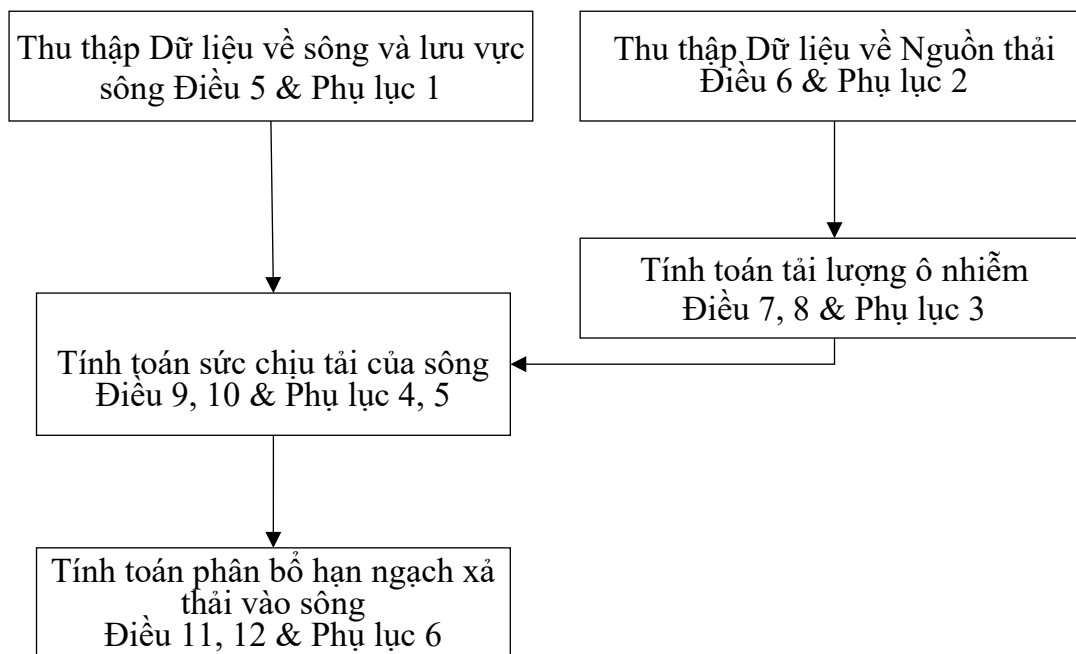 Thu thập Dữ liệu về sông và lưu vực
sông Điều 5 & Phụ lục 1
Thu thập Dữ liệu về Nguồn thải
Điều 6 & Phụ lục 2
Tính toán tải lượng ô nhiễm
Điều 7, 8 & Phụ lục 3
Tính toán sức chịu tải của sông
Điều 9, 10 & Phụ lục 4, 5
Tính toán phân bổ hạn ngạch xả
thải vào sông
Điều 11, 12 & Phụ lục 6